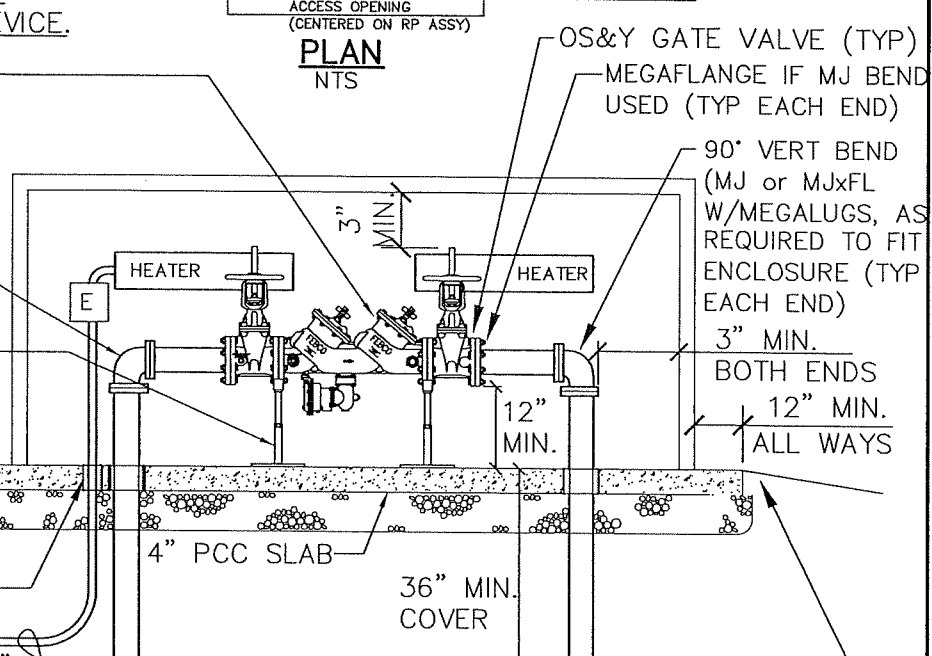 ACCESS OPENING
(CENTERED ON RP ASSY)
PLAN
NTS
OS&Y GATE VALVE (TYP)
MEGAFLANGE IF MJ BEND
USED (TYP EACH END)
90° VERT BEND
(MJ or MJxFL
W/MEGALUGS, AS
REQUIRED TO FIT
ENCLOSURE (TYP
EACH END)
3" MIN.
BOTH ENDS
12" MIN.
ALL WAYS
3"
MIN.
HEATER
HEATER
E
FEBCO
FEBCO
12"
MIN.
4" PCC SLAB
36" MIN.
COVER